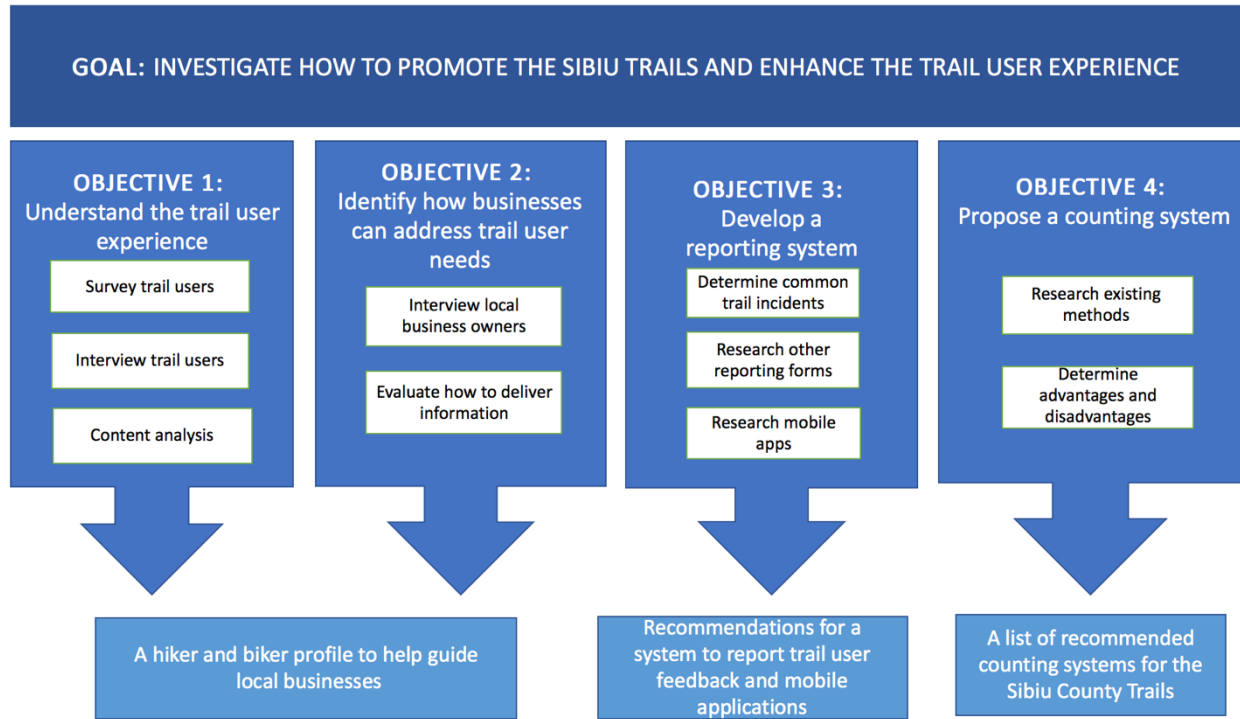 GOAL: INVESTIGATE HOW TO PROMOTE THE SIBIU TRAILS AND ENHANCE THE TRAIL USER EXPERIENCE
OBJECTIVE 1:
Understand the trail user
experience
Survey trail users
Interview trail users
Content analysis
OBJECTIVE 2:
Identify how businesses
can address trail user
needs
Interview local
business owners
Evaluate how to deliver
information
OBJECTIVE 3:
Develop a
reporting system
Determine common
trail incidents
Research other
reporting forms
Research mobile
apps
OBJECTIVE 4:
Propose a counting system
Research existing
methods
Determine
advantages and
disadvantages
A hiker and biker profile to help guide
local businesses
Recommendations for a
system to report trail user
feedback and mobile
applications
A list of recommended
counting systems for the
Sibiu County Trails